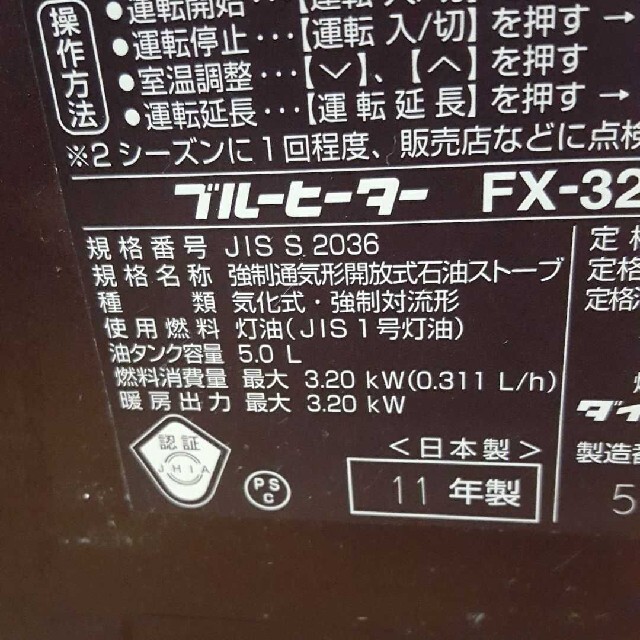 操作方法
・運転開始・・・【運転 入/切】を押す→
・運転停止・・・【運転 入/切】を押す→
・室温調整・・・【∨】、【∧】を押す
・運転延長・・・【運転延長】を押す→
※2シーズンに1回程度、販売店などに点検
ブルーヒーター FX-32
規格番号 JIS S 2036
規格名称 強制通気形開放式石油ストーブ
種類 気化式・強制対流形
使用燃料 灯油(JIS1号灯油)
油タンク容量 5.0 L
燃料消費量 最大 3.20 kW(0.311 L/h)
暖房出力 最大 3.20 kW
定格
定格
定格
ダイ
認証
JHIA
PS
C
<日本製>
11 年製
製造番
5